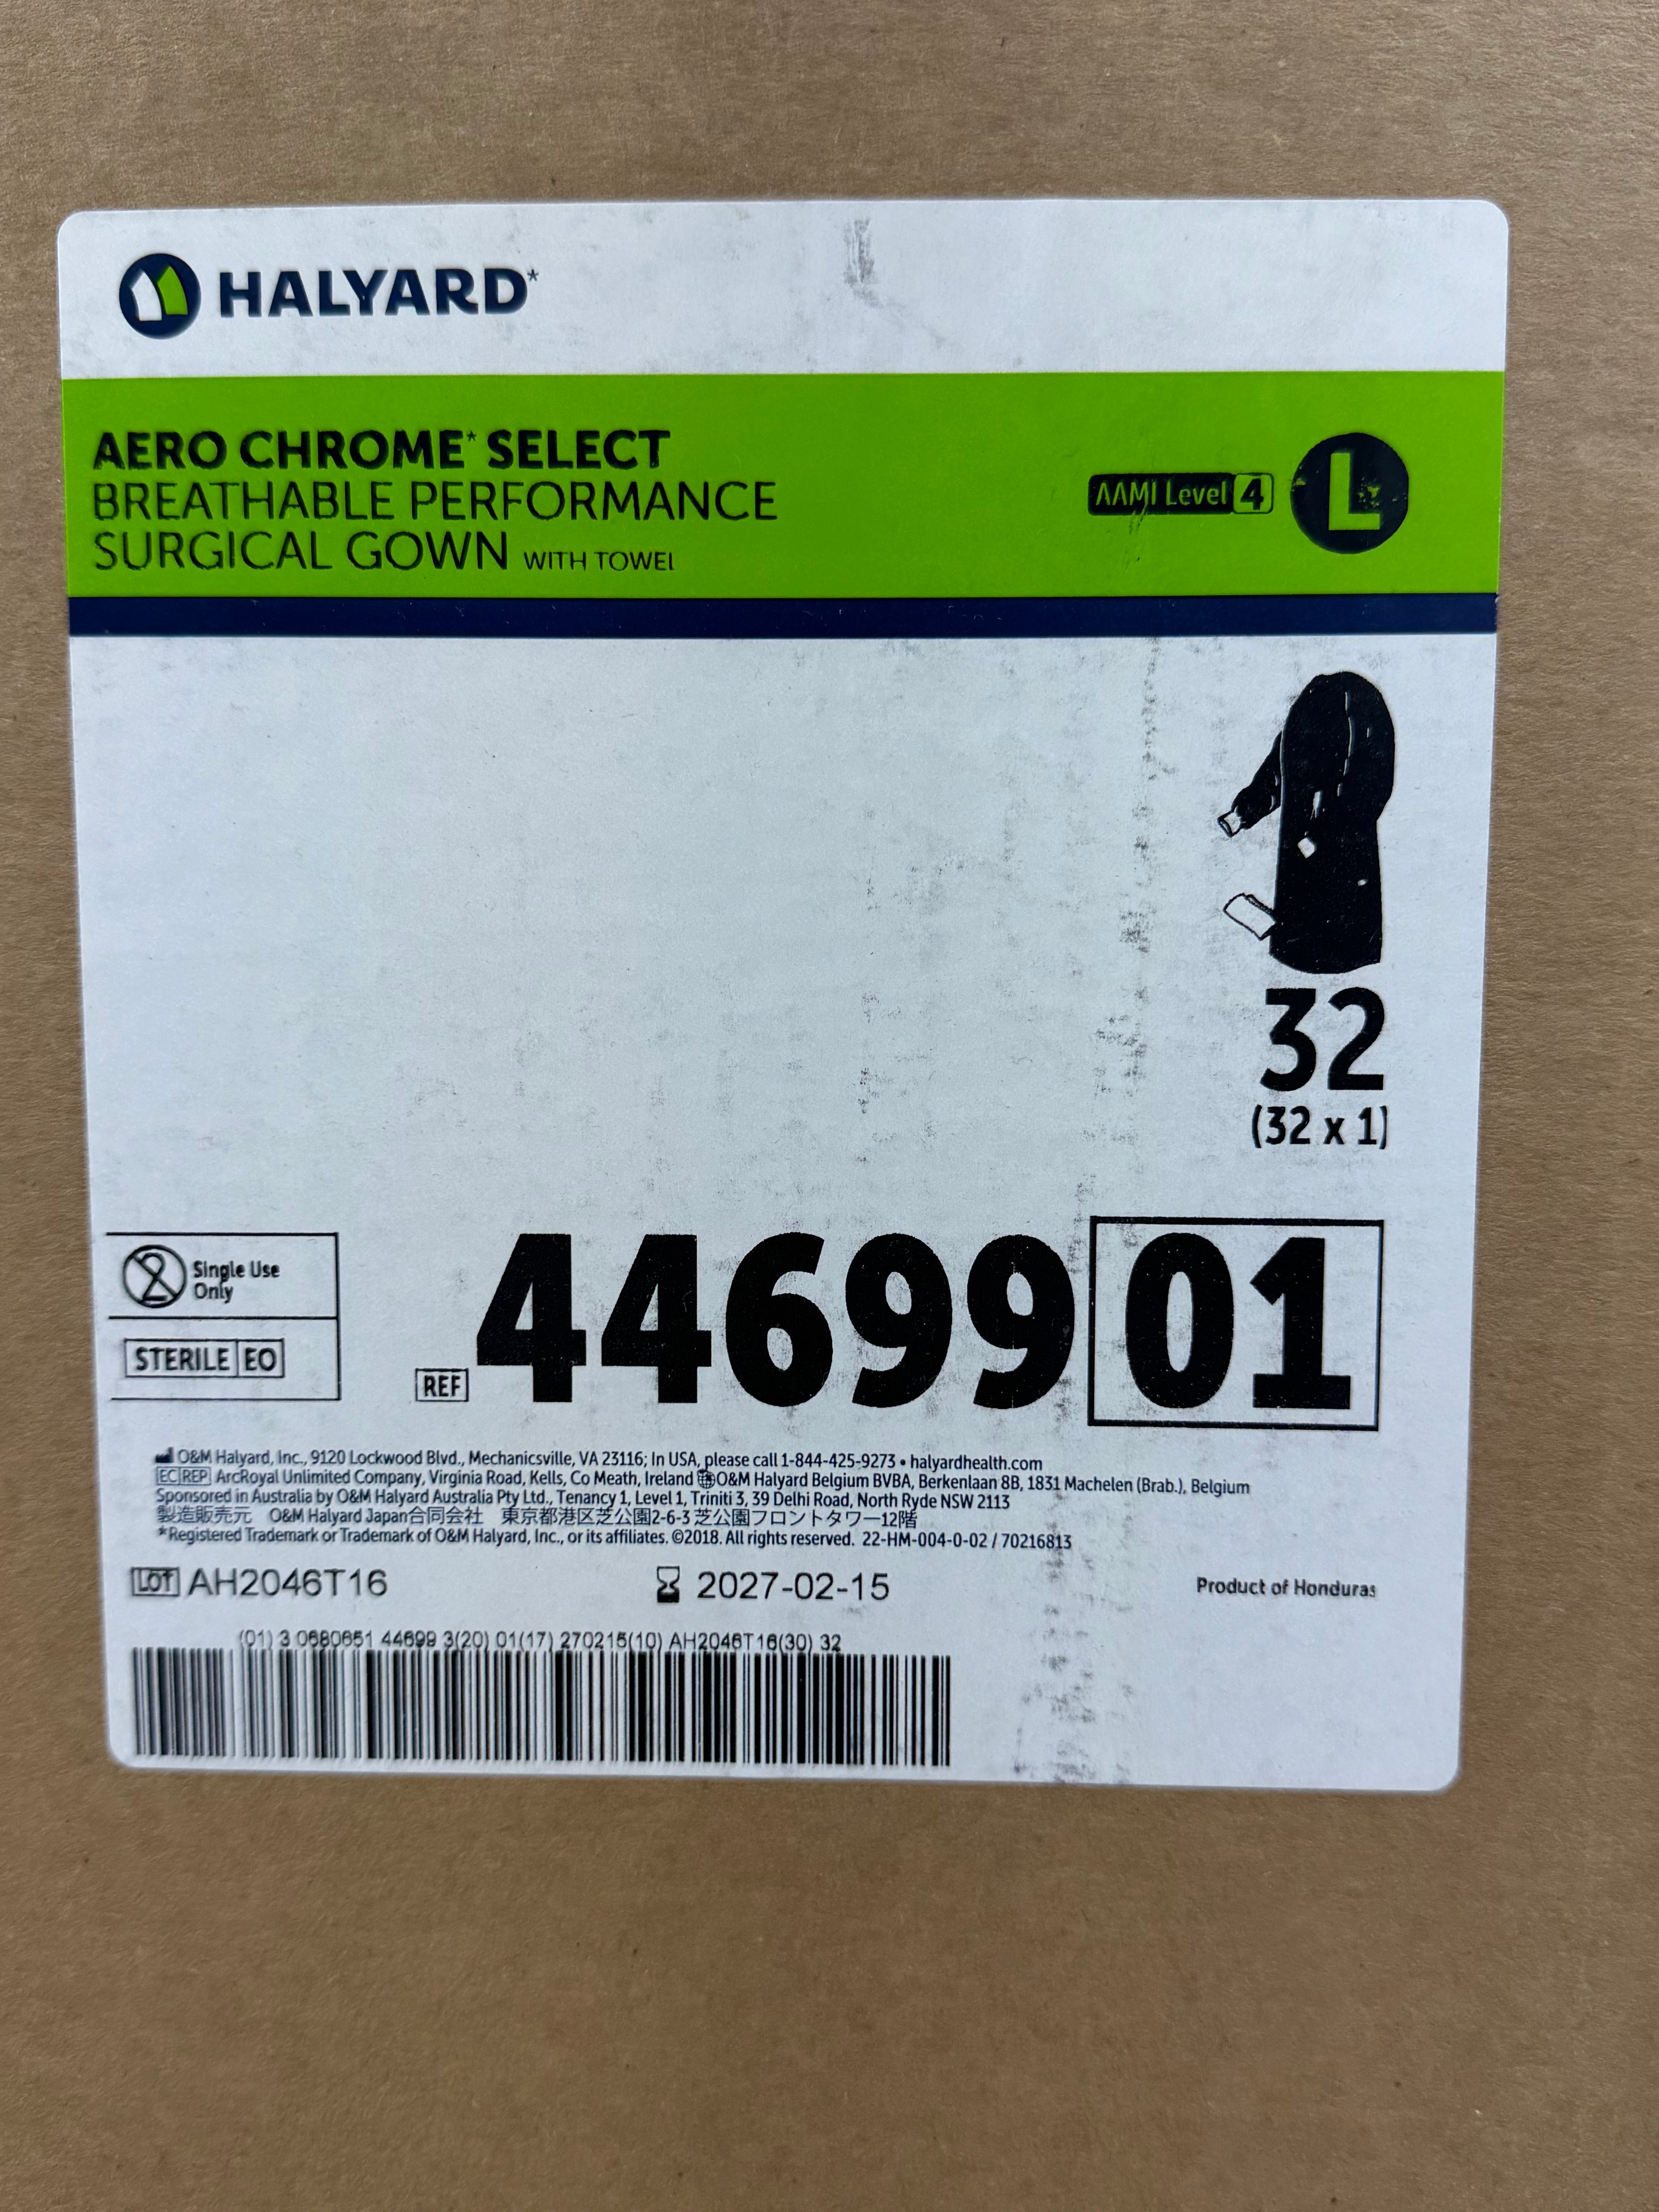 HALYARD*
AERO CHROME* SELECT
BREATHABLE PERFORMANCE
SURGICAL GOWN WITH TOWEL
AAMI Level 4
L
32
(32 x 1)
2 Single Use
Only
STERILE EO
REF 4469901
O&M Halyard, Inc., 9120 Lockwood Blvd., Mechanicsville, VA 23116; In USA, please call 1-844-425-9273 • halyardhealth.com
EC REP ArcRoyal Unlimited Company, Virginia Road, Kells, Co Meath, Ireland O&M Halyard Belgium BVBA, Berkenlaan 8B, 1831 Machelen (Brab.), Belgium
Sponsored in Australia by O&M Halyard Australia Pty Ltd., Tenancy 1, Level 1, Triniti 3, 39 Delhi Road, North Ryde NSW 2113
製造販売元 O&M Halyard Japan合同会社 東京都港区芝公園2-6-3 芝公園フロントタワー12階
*Registered Trademark or Trademark of O&M Halyard, Inc., or its affiliates. ©2018. All rights reserved. 22-HM-004-0-02 / 70216813
LOT AH2046T16
2027-02-15
Product of Honduras
(01) 3 0680651 44699 3(20) 01(17) 270215(10) AH2046T16(30) 32